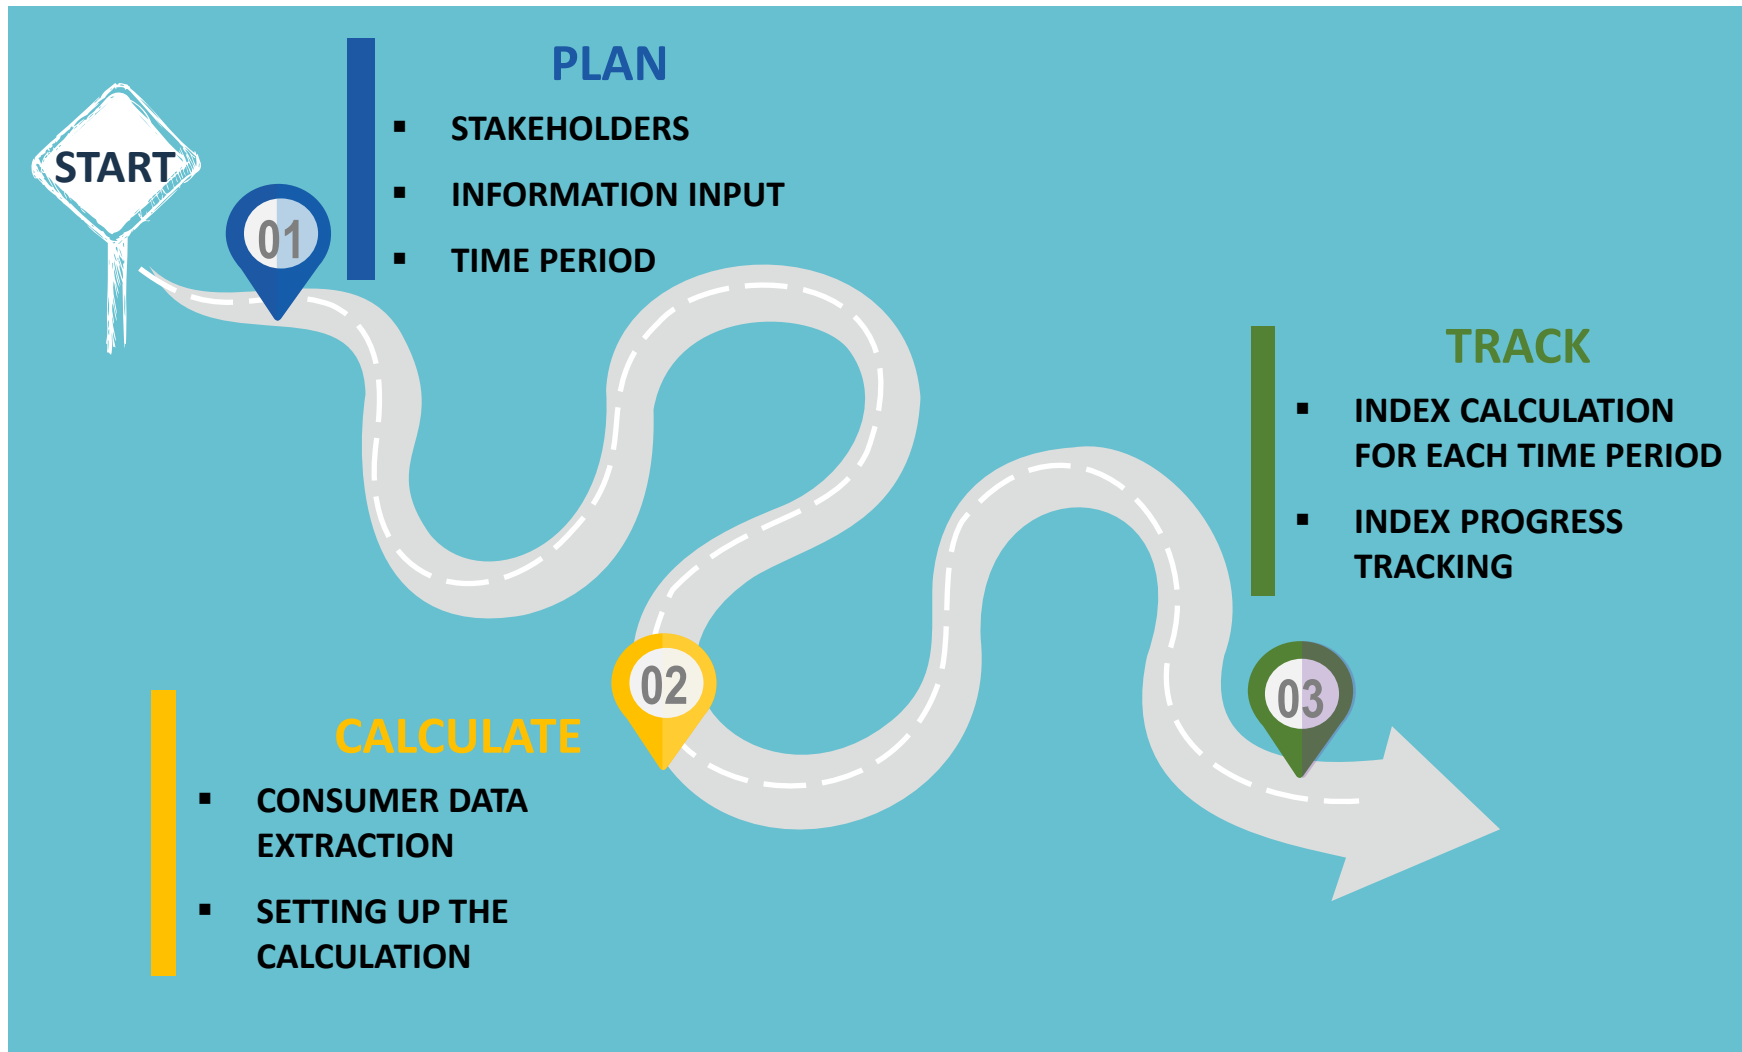 START
01
PLAN
▪ STAKEHOLDERS
▪ INFORMATION INPUT
▪ TIME PERIOD
02
CALCULATE
▪ CONSUMER DATA
EXTRACTION
▪ SETTING UP THE
CALCULATION
03
TRACK
▪ INDEX CALCULATION
FOR EACH TIME PERIOD
▪ INDEX PROGRESS
TRACKING